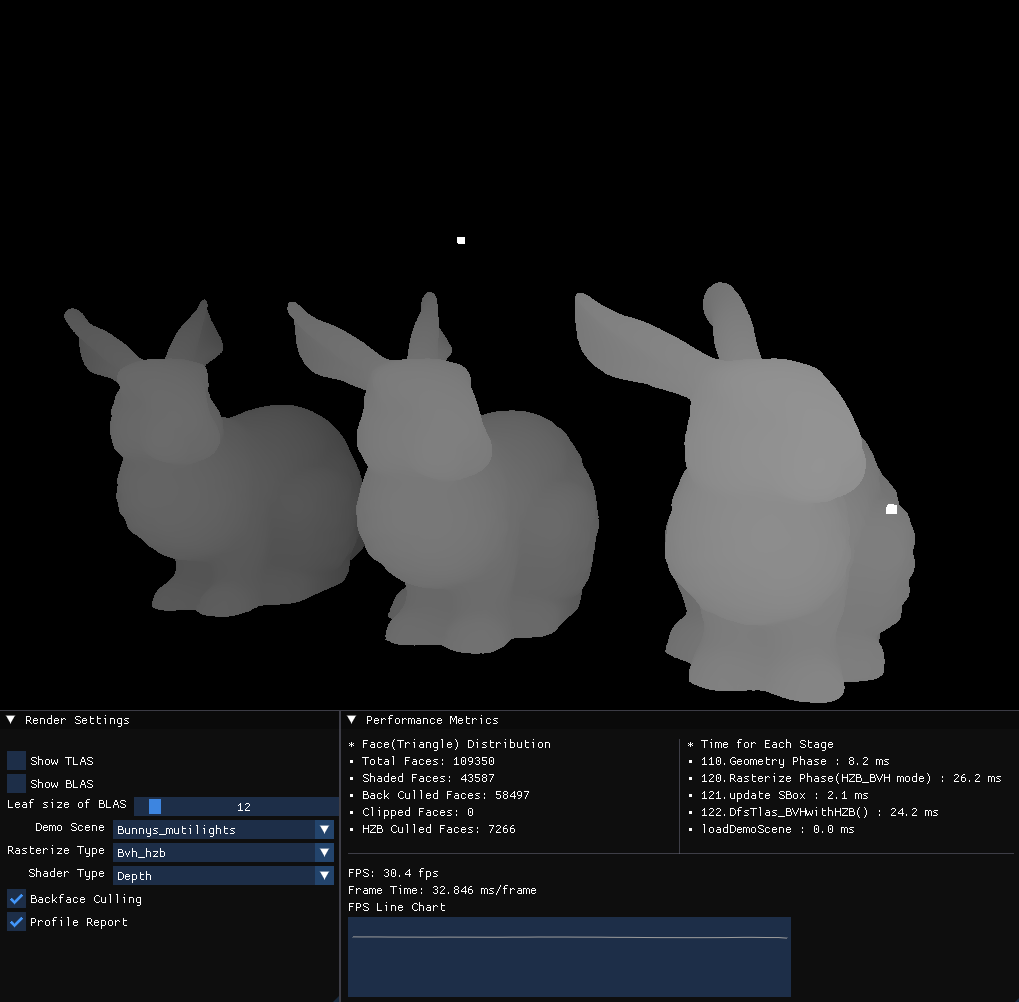 Render Settings
Show TLAS
Show BLAS
Leaf size of BLAS 12
Demo Scene Bunnys_mutilights
Rasterize Type Bvh_hzb
Shader Type Depth
Backface Culling
Profile Report
Performance Metrics
* Face(Triangle) Distribution
• Total Faces: 109350
• Shaded Faces: 43587
• Back Culled Faces: 58497
• Clipped Faces: 0
• HZB Culled Faces: 7266
* Time for Each Stage
• 110.Geometry Phase : 8.2 ms
• 120.Rasterize Phase(HZB_BVH mode) : 26.2 ms
• 121.update SBox : 2.1 ms
• 122.DfsTlas_BVHwithHZB() : 24.2 ms
• loadDemoScene : 0.0 ms
FPS: 30.4 fps
Frame Time: 32.846 ms/frame
FPS Line Chart